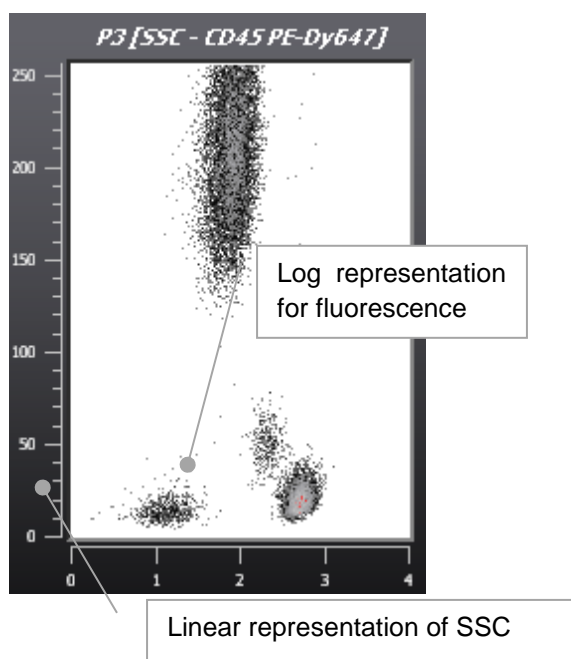 P3 [SSC - CD45 PE-Dy647]
250
200
150
100
50
0
0 1 2 3 4
Log representation
for fluorescence
Linear representation of SSC